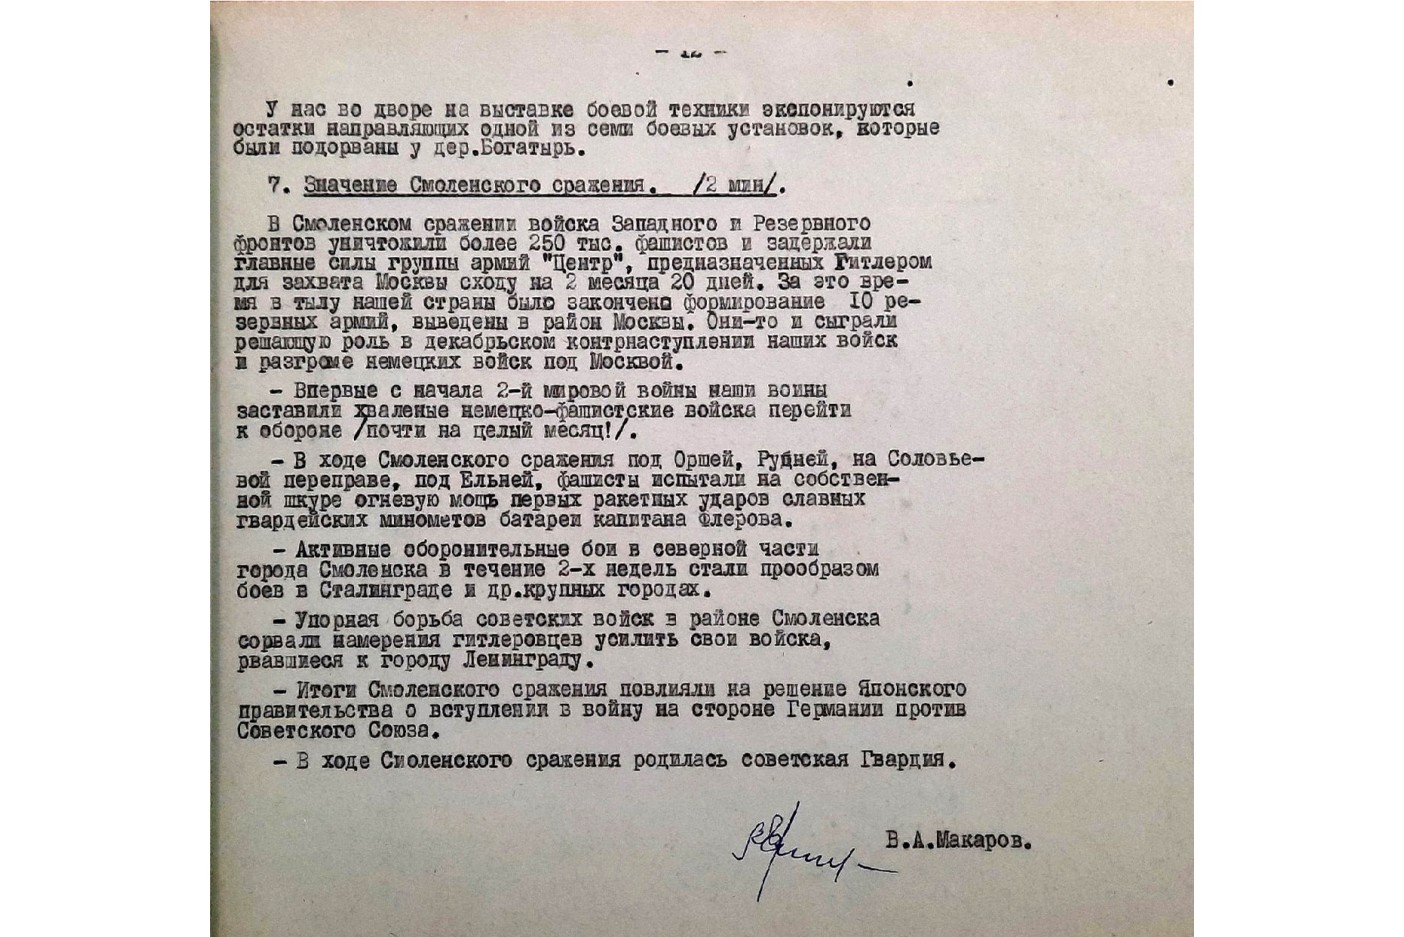 - 12 -
У нас во дворе на выставке боевой техники экспонируются
остатки направляющих одной из семи боевых установок, которые
были подорваны у дер.Богатырь.
7. Значение Смоленского сражения. /2 мин/.
В Смоленском сражении войска Западного и Резервного
фронтов уничтожили более 250 тыс. фашистов и задержали
главные силы группы армий "Центр", предназначенных Гитлером
для захвата Москвы сходу на 2 месяца 20 дней. За это вре-
мя в тылу нашей страны было закончено формирование 10 ре-
зервных армий, выведены в район Москвы. Они-то и сыграли
решающую роль в декабрьском контрнаступлении наших войск
и разгроме немецких войск под Москвой.
- Впервые с начала 2-й мировой войны наши воины
заставили хваленые немецко-фашистские войска перейти
к обороне /почти на целый месяц!/.
- В ходе Смоленского сражения под Оршей, Рудней, на Соловье-
вой переправе, под Ельней, фашисты испытали на собствен-
ной шкуре огневую мощь первых ракетных ударов славных
гвардейских минометов батареи капитана Флерова.
- Активные оборонительные бои в северной части
города Смоленска в течение 2-х недель стали прообразом
боев в Сталинграде и др.крупных городах.
- Упорная борьба советских войск в районе Смоленска
сорвали намерения гитлеровцев усилить свои войска,
рвавшиеся к городу Ленинграду.
- Итоги Смоленского сражения повлияли на решение Японского
правительства о вступлении в войну на стороне Германии против
Советского Союза.
- В ходе Смоленского сражения родилась советская Гвардия.
В.А.Макаров.